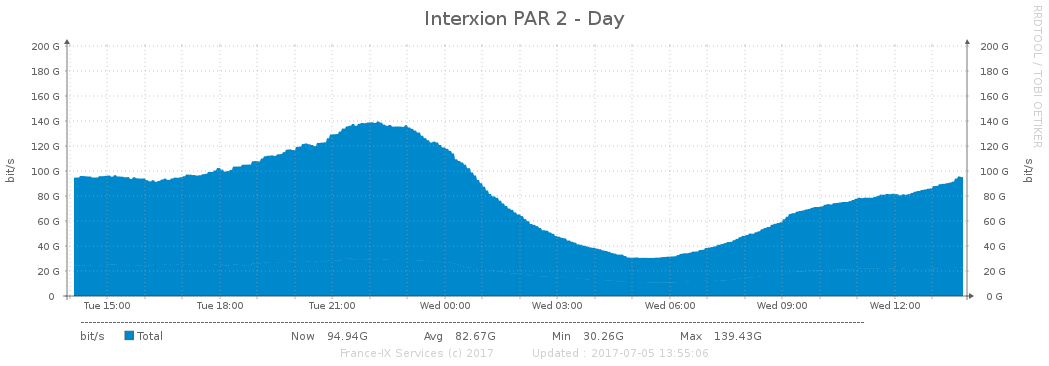 Interxion PAR 2 - Day
RRDTOOL / TOBI OETIKER
200 G 200 G
180 G 180 G
160 G 160 G
140 G 140 G
120 G 120 G
100 G 100 G
80 G 80 G
60 G 60 G
40 G 40 G
20 G 20 G
0 0 G
bit/s bit/s
Tue 15:00 Tue 18:00 Tue 21:00 Wed 00:00 Wed 03:00 Wed 06:00 Wed 09:00 Wed 12:00
bit/s Total Now 94.94G Avg 82.67G Min 30.26G Max 139.43G
France-IX Services (c) 2017 Updated : 2017-07-05 13:55:06